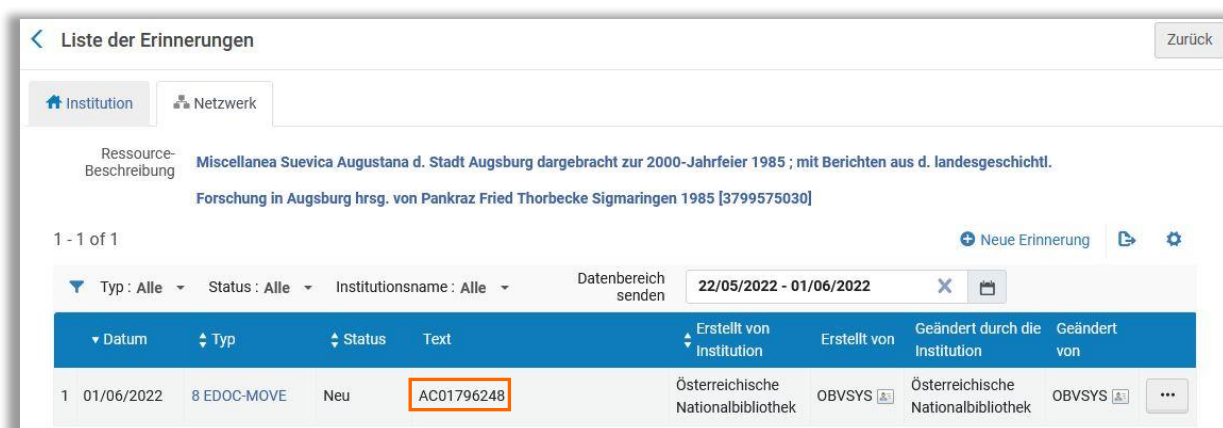 Liste der Erinnerungen
Zurück
Institution
Netzwerk
Ressource-
Beschreibung
Miscellanea Suevica Augustana d. Stadt Augsburg dargebracht zur 2000-Jahrfeier 1985 ; mit Berichten aus d. landesgeschichtl.
Forschung in Augsburg hrsg. von Pankraz Fried Thorbecke Sigmaringen 1985 [3799575030]
1 - 1 of 1
Neue Erinnerung
Typ : Alle
Status : Alle
Institutionsname : Alle
Datenbereich
senden
22/05/2022 - 01/06/2022
Datum
Typ
Status
Text
Erstellt von
Institution
Erstellt von
Geändert durch die
Institution
Geändert
von
1 01/06/2022
8 EDOC-MOVE
Neu
AC01796248
Österreichische
Nationalbibliothek
OBVSYS
Österreichische
Nationalbibliothek
OBVSYS